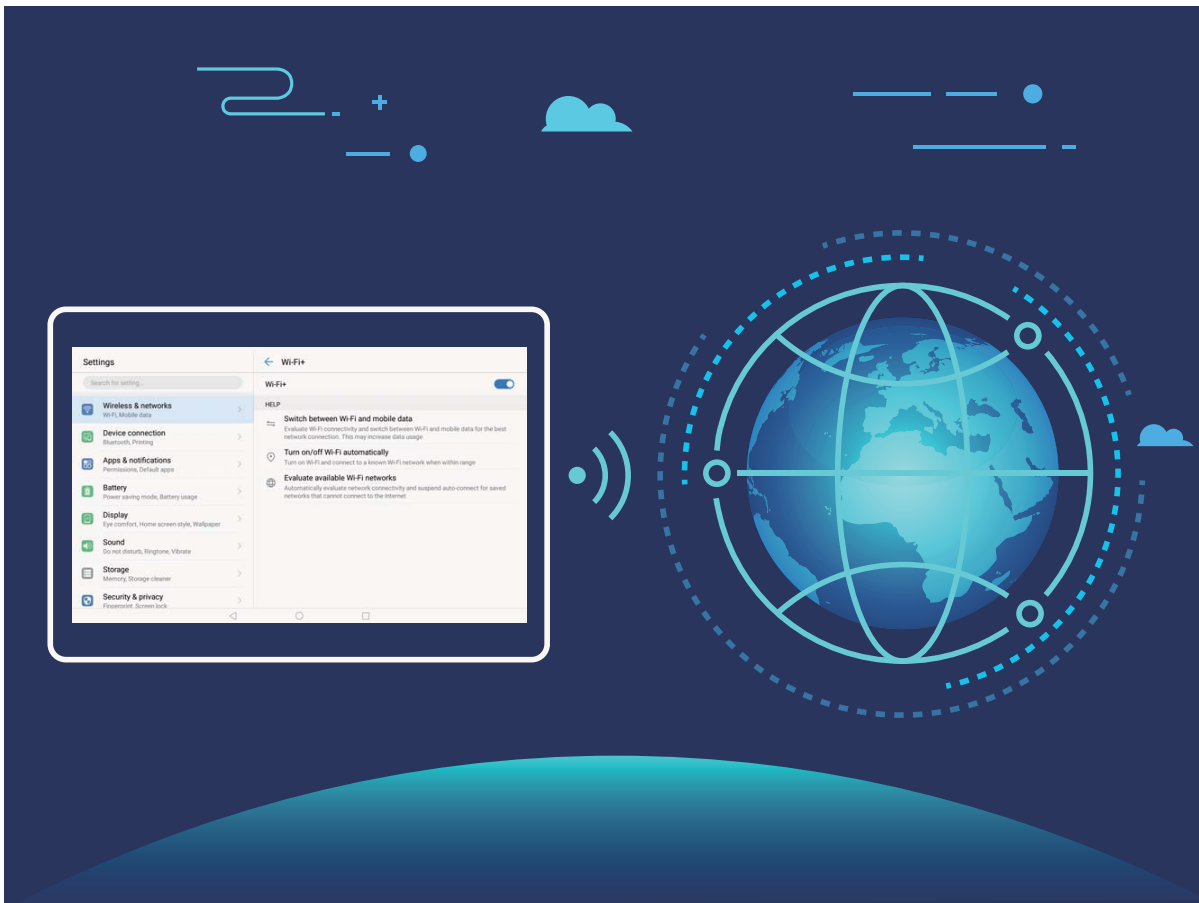 Settings
Search for setting...
Wireless & networks
Wi-Fi, Mobile data
Device connection
Bluetooth, Printing
Apps & notifications
Permissions, Default apps
Battery
Power saving mode, Battery usage
Display
Eye comfort, Home screen style, Wallpaper
Sound
Do not disturb, Ringtone, Vibrate
Storage
Memory, Storage cleaner
Security & privacy
Fingerprint, Screen lock
Wi-Fi+
Wi-Fi+
HELP
Switch between Wi-Fi and mobile data
Evaluate Wi-Fi connectivity and switch between Wi-Fi and mobile data for the best
network connection. This may increase data usage
Turn on/off Wi-Fi automatically
Turn on Wi-Fi and connect to a known Wi-Fi network when within range
Evaluate available Wi-Fi networks
Automatically evaluate network connectivity and suspend auto-connect for saved
networks that cannot connect to the Internet